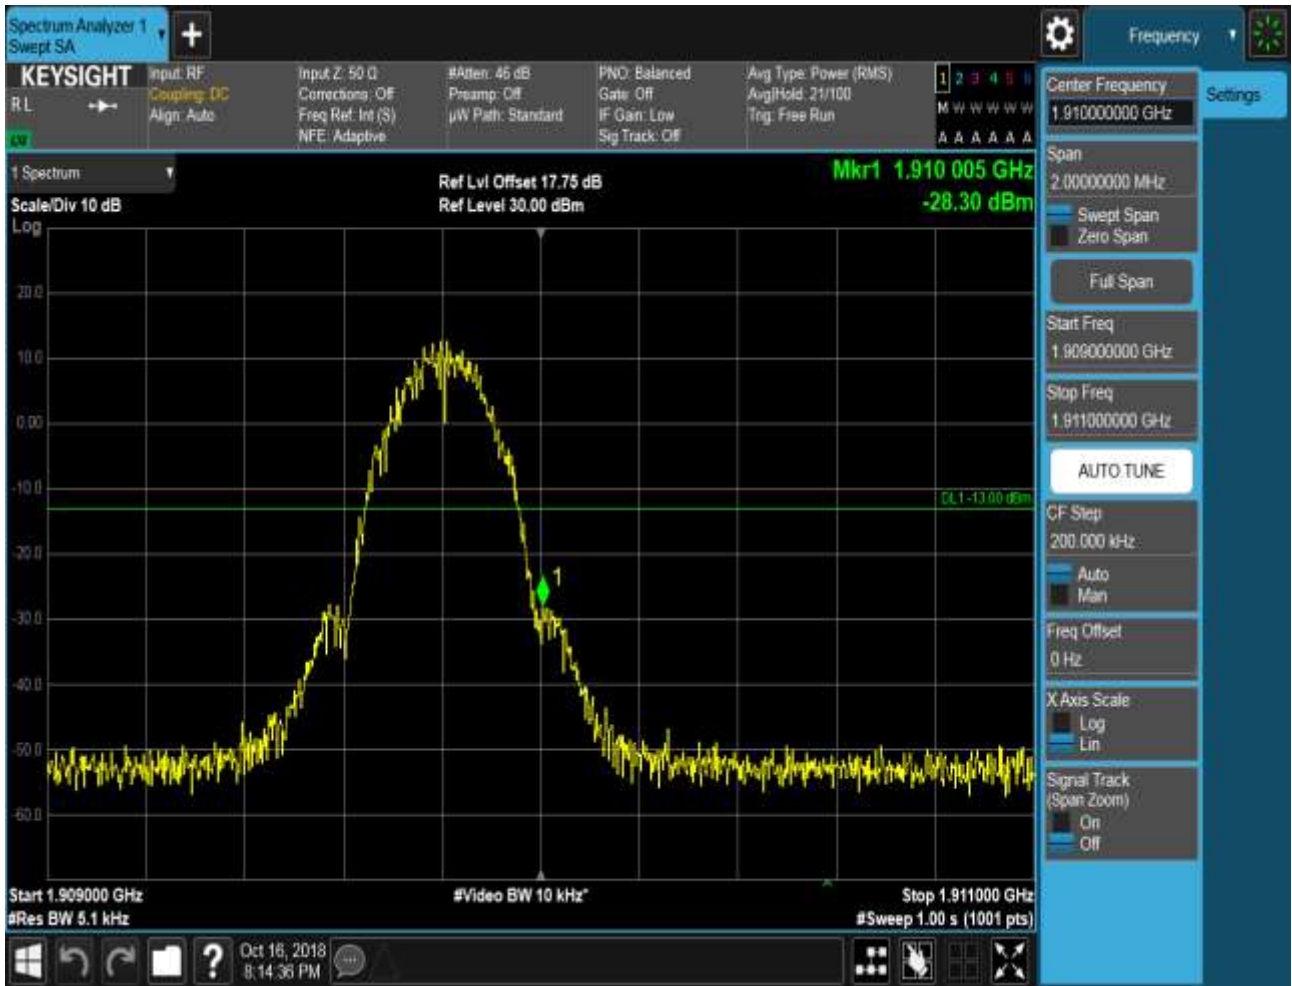 Spectrum Analyzer 1
Swept SA
Frequency
KEYSIGHT
RL
Input: RF
Coupling: DC
Align: Auto
Input Z: 50 Ω
Corrections: Off
Freq Ref: Int (S)
NFE: Adaptive
#Atten: 46 dB
Preamp: Off
µW Path: Standard
PNO: Balanced
Gate: Off
IF Gain: Low
Sig Track: Off
Avg Type: Power (RMS)
Avg|Hold: 21/100
Trig: Free Run
1 2 3 4 5 6
M W W W W W
A A A A A A
1 Spectrum
Scale/Div 10 dB
Log
Ref Lvl Offset 17.75 dB
Ref Level 30.00 dBm
Mkr1 1.910 005 GHz
-28.30 dBm
20.0
10.0
0.00
-10.0
-20.0
-30.0
-40.0
-50.0
-60.0
DL1 -13.00 dBm
1
Start 1.909000 GHz
#Res BW 5.1 kHz
#Video BW 10 kHz*
Stop 1.911000 GHz
#Sweep 1.00 s (1001 pts)
Center Frequency
1.910000000 GHz
Settings
Span
2.00000000 MHz
Swept Span
Zero Span
Full Span
Start Freq
1.909000000 GHz
Stop Freq
1.911000000 GHz
AUTO TUNE
CF Step
200.000 kHz
Auto
Man
Freq Offset
0 Hz
X Axis Scale
Log
Lin
Signal Track
(Span Zoom)
On
Off
?
Oct 16, 2018
8:14:36 PM